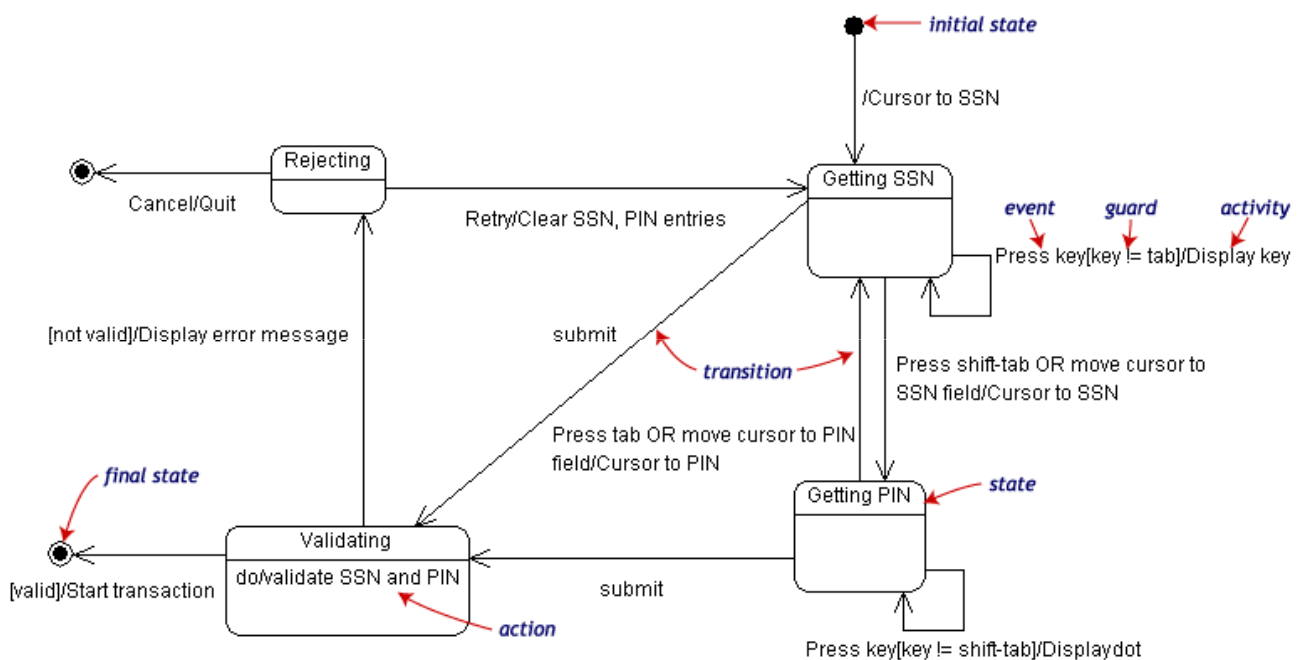 initial state
/Cursor to SSN
Rejecting
Getting SSN
Cancel/Quit
Retry/Clear SSN, PIN entries
event
guard
activity
Press key[key != tab]/Display key
[not valid]/Display error message
submit
transition
Press shift-tab OR move cursor to
SSN field/Cursor to SSN
Press tab OR move cursor to PIN
field/Cursor to PIN
final state
Getting PIN
state
Validating
do/validate SSN and PIN
[valid]/Start transaction
submit
action
Press key[key != shift-tab]/Displaydot